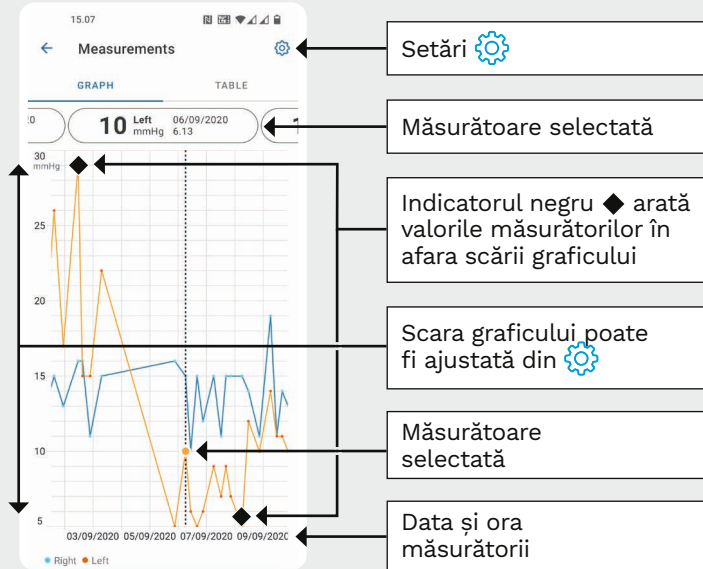 15.07
Measurements
GRAPH TABLE
20
10 Left mmHg 06/09/2020 6.13
30
mmHg
25
20
15
10
5
03/09/2020 05/09/2020 07/09/2020 09/09/2020
Right Left
Setări
Măsurătoare selectată
Indicatorul negru ◆ arată
valorile măsurătorilor în
afara scării graficului
Scara graficului poate
fi ajustată din
Măsurătoare
selectată
Data și ora
măsurătorii